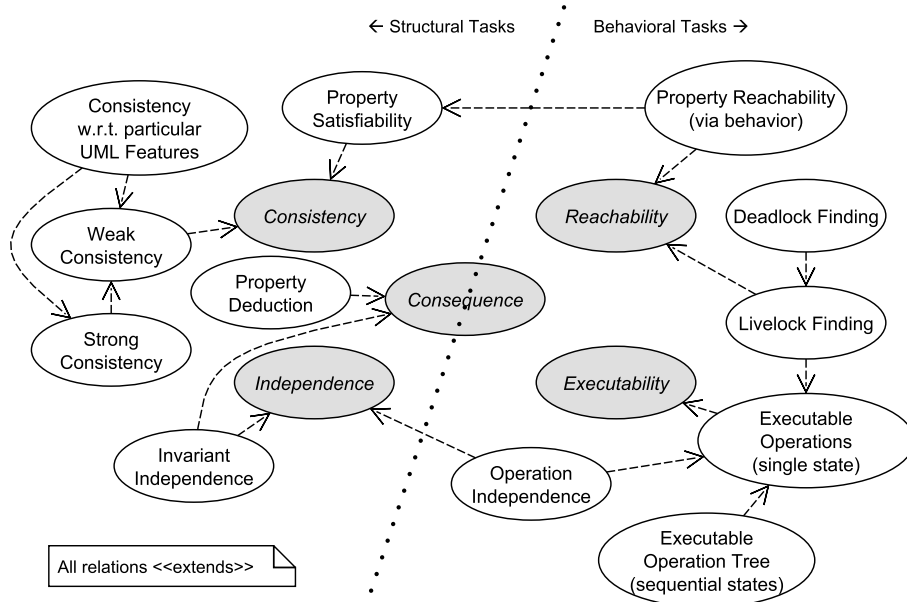 ← Structural Tasks
Behavioral Tasks →
Consistency
w.r.t. particular
UML Features
Property
Satisfiability
Property Reachability
(via behavior)
Consistency
Reachability
Deadlock Finding
Weak
Consistency
Property
Deduction
Consequence
Livelock Finding
Strong
Consistency
Independence
Executability
Executable
Operations
(single state)
Invariant
Independence
Operation
Independence
Executable
Operation Tree
(sequential states)
All relations <<extends>>